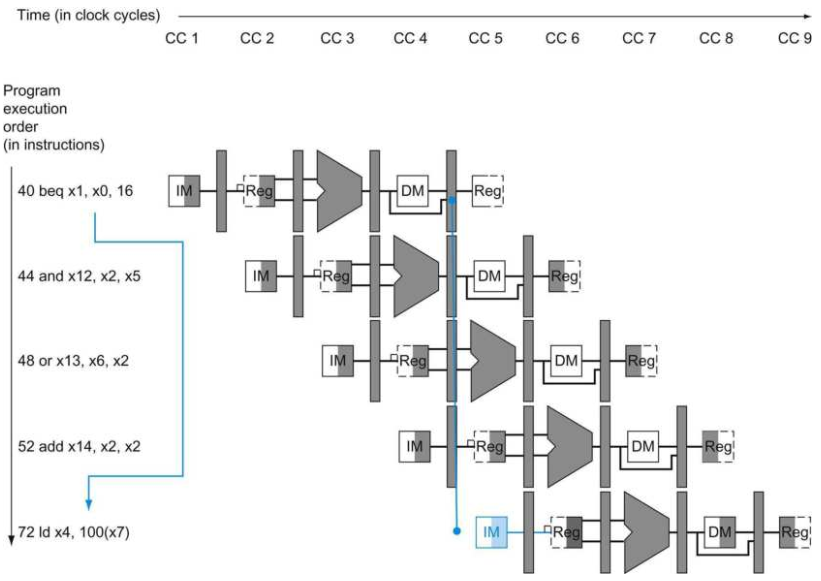 Time (in clock cycles)
CC 1 CC 2 CC 3 CC 4 CC 5 CC 6 CC 7 CC 8 CC 9
Program
execution
order
(in instructions)
40 beq x1, x0, 16
IM Reg DM Reg
44 and x12, x2, x5
IM Reg DM Reg
48 or x13, x6, x2
IM Reg DM Reg
52 add x14, x2, x2
IM Reg DM Reg
72 ld x4, 100(x7)
IM Reg DM Reg